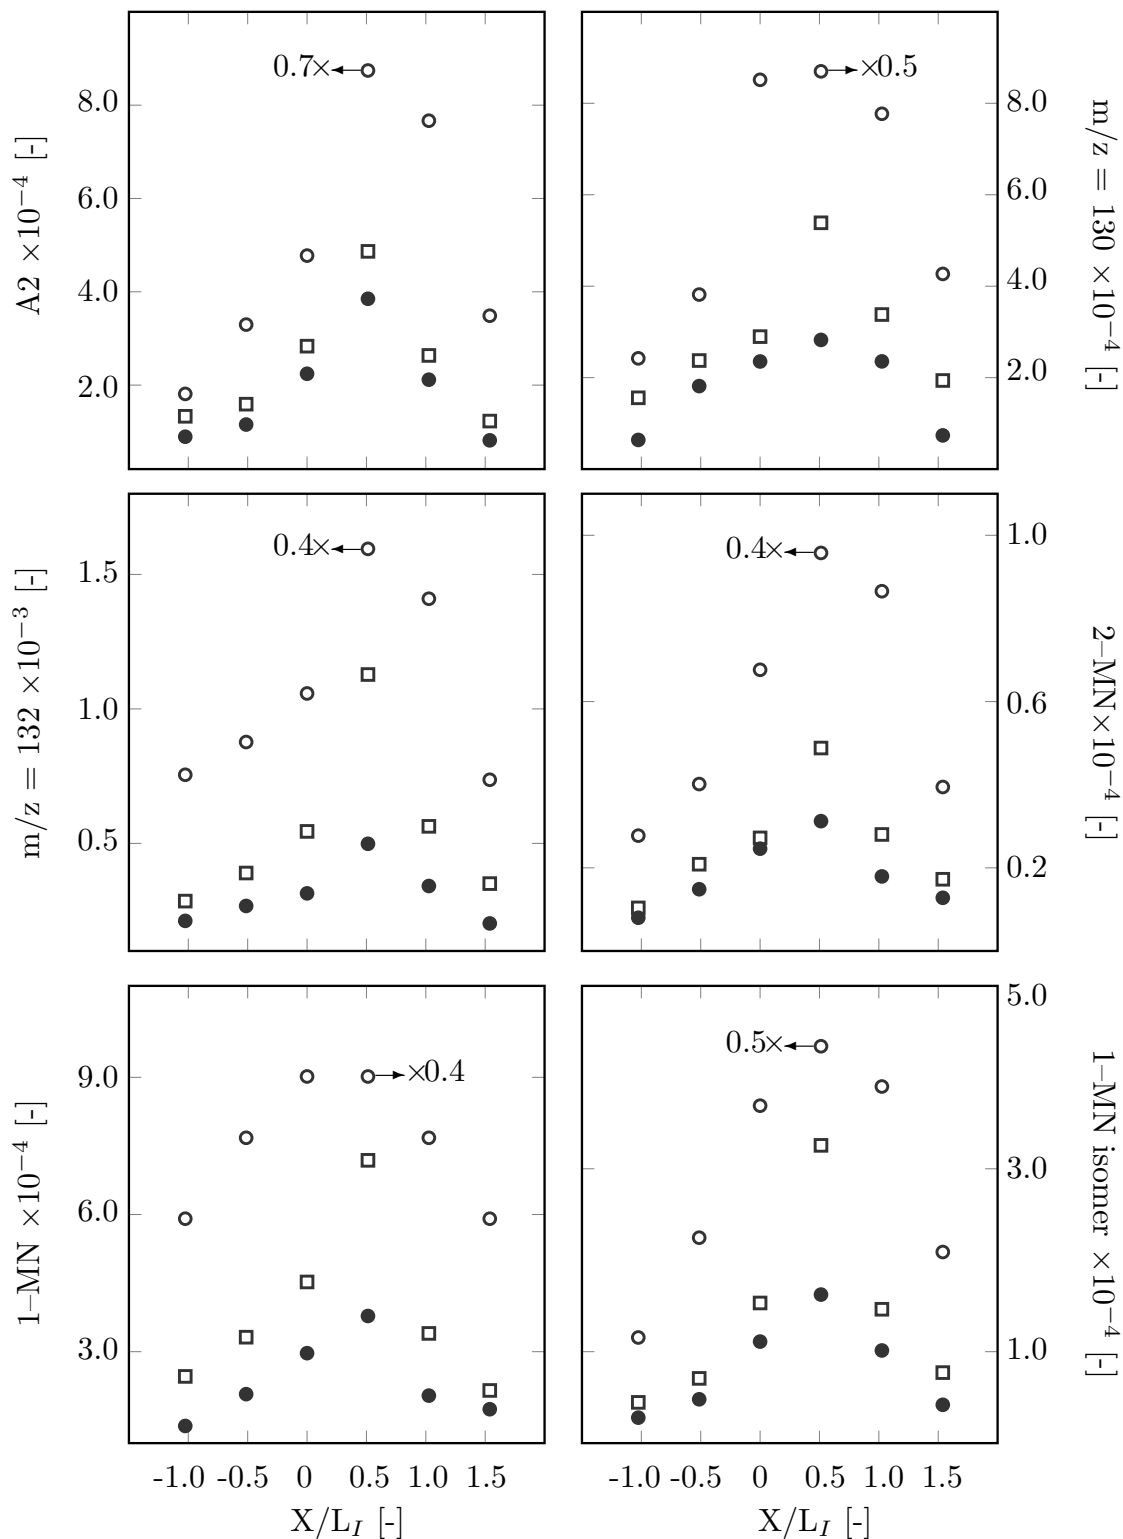 0.7×
8.0
6.0
4.0
2.0
A2 ×10⁻⁴ [-]
×0.5
8.0
6.0
4.0
2.0
m/z = 130 ×10⁻⁴ [-]
0.4×
1.5
1.0
0.5
m/z = 132 ×10⁻³ [-]
0.4×
1.0
0.6
0.2
2–MN×10⁻⁴ [-]
×0.4
9.0
6.0
3.0
1–MN ×10⁻⁴ [-]
-1.0 -0.5 0 0.5 1.0 1.5
X/L_I [-]
0.5×
5.0
3.0
1.0
1–MN isomer ×10⁻⁴ [-]
-1.0 -0.5 0 0.5 1.0 1.5
X/L_I [-]